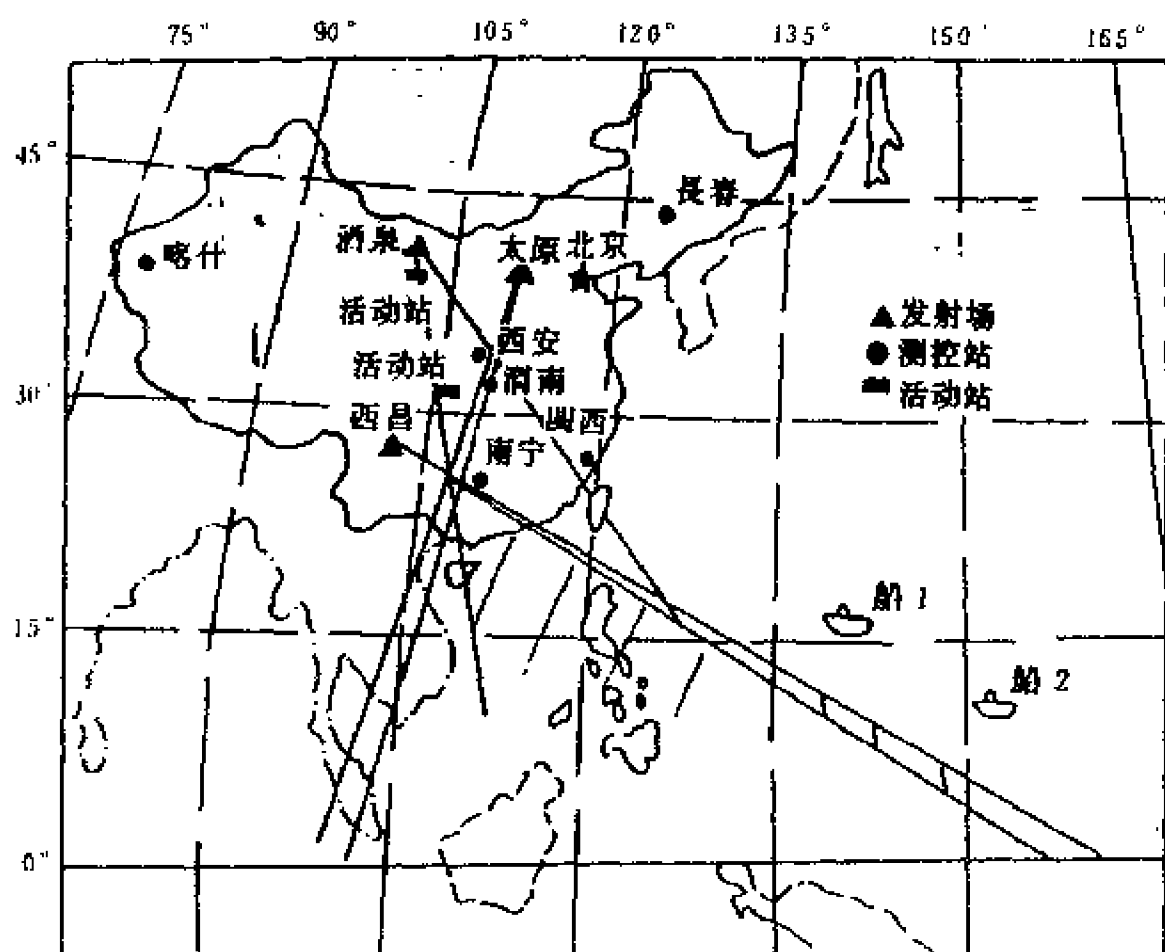 75° 90° 105° 120° 135° 150° 165°
45°
長春
酒泉
太原 北京
喀什
活动站
▲发射场
西安
●测控站
活动站
渭南
30°
活动站
西昌
闽西
南宁
15°
船 1
船 2
0°